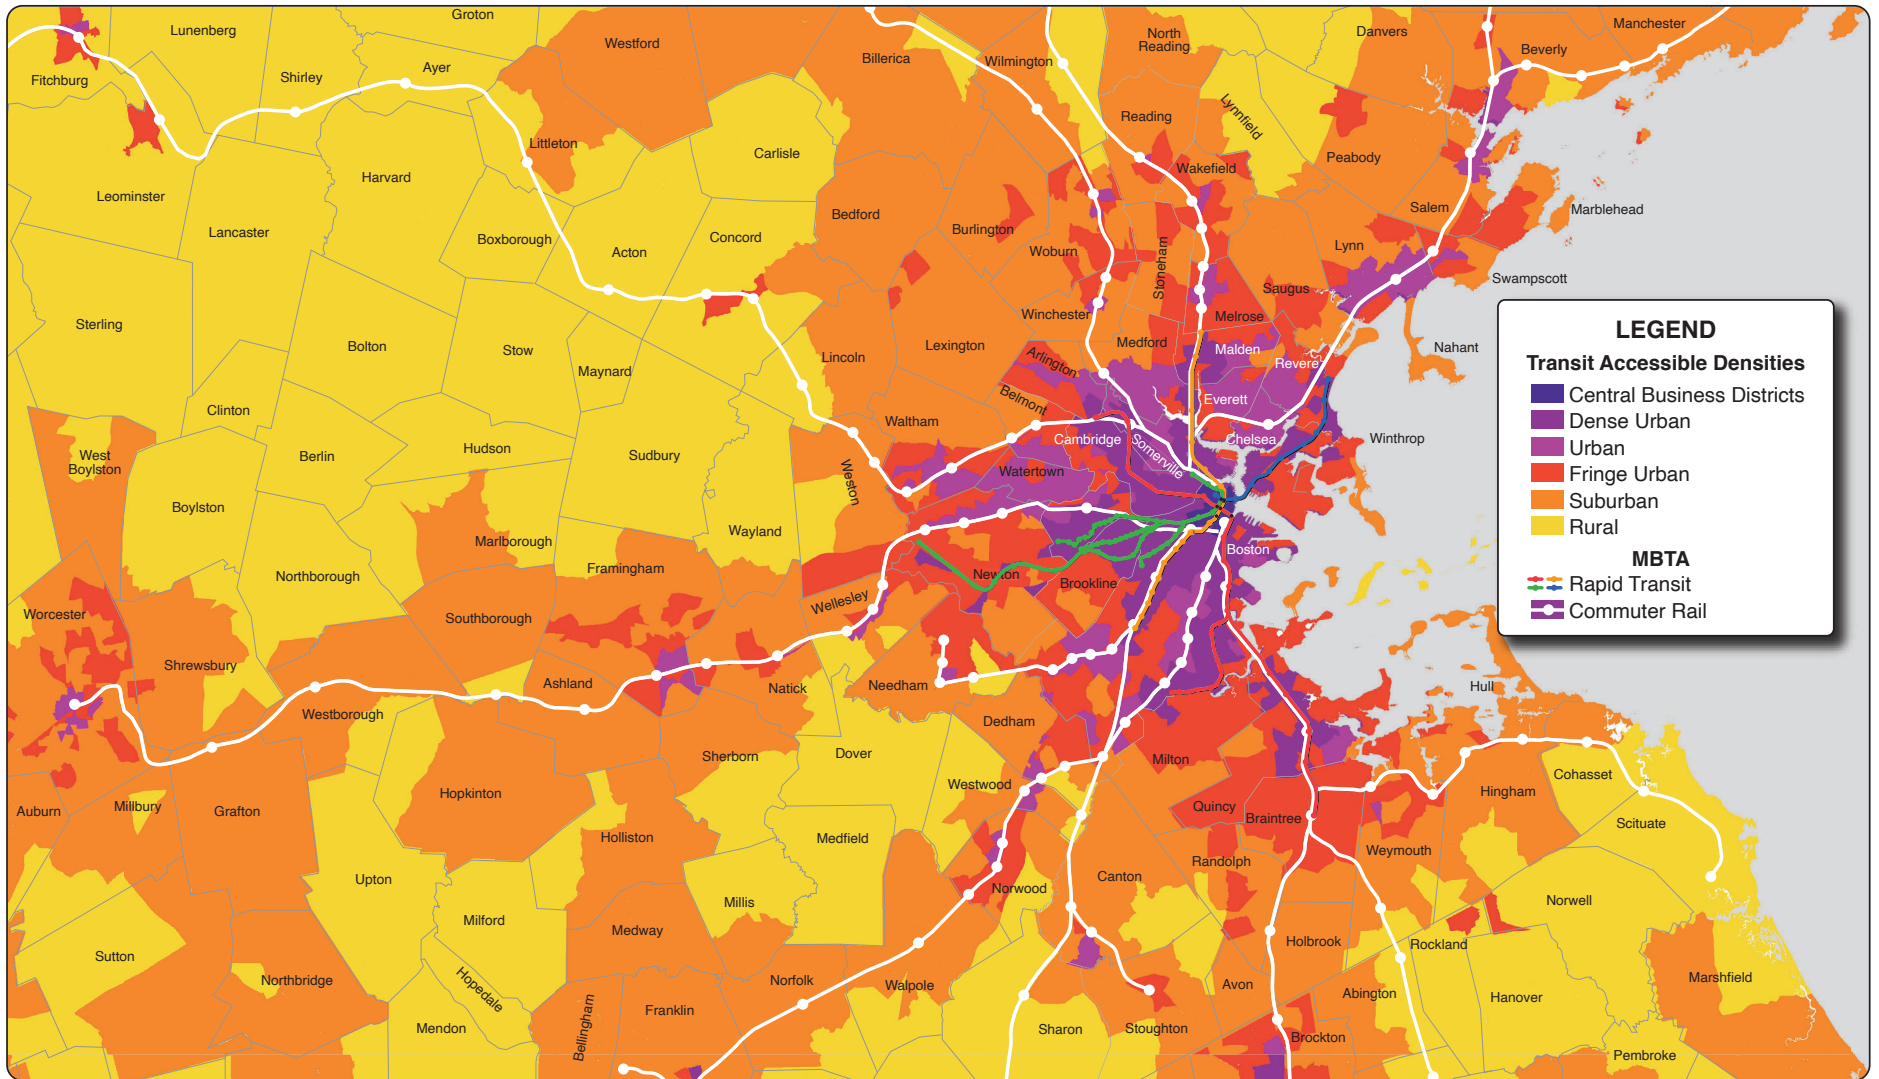 Groton
Lunenberg
Westford
North
Reading
Danvers
Manchester
Beverly
Billerica
Wilmington
Fitchburg
Shirley
Ayer
Reading
Lynnfield
Littleton
Carlisle
Peabody
Wakefield
Harvard
Leominster
Bedford
Salem
Marblehead
Lancaster
Boxborough
Concord
Burlington
Acton
Woburn
Stoneham
Lynn
Swampscott
Saugus
Sterling
Winchester
Melrose
Bolton
Stow
Lincoln
Lexington
Medford
Malden
Nahant
Arlington
Revere
Maynard
Belmont
Everett
Clinton
Waltham
Cambridge
Somerville
Chelsea
Winthrop
West
Boylston
Berlin
Hudson
Sudbury
Watertown
Weston
Boylston
Wayland
Marlborough
Boston
Northborough
Framingham
Newton
Brookline
Wellesley
Worcester
Southborough
Shrewsbury
Ashland
Natick
Needham
Hull
Westborough
Dedham
Sherborn
Dover
Milton
Westwood
Cohasset
Hopkinton
Hingham
Auburn
Millbury
Grafton
Quincy
Braintree
Scituate
Holliston
Medfield
Weymouth
Randolph
Upton
Canton
Norwood
Millis
Norwell
Milford
Medway
Holbrook
Rockland
Sutton
Northbridge
Hopedale
Norfolk
Walpole
Avon
Abington
Marshfield
Hanover
Franklin
Bellingham
Mendon
Sharon
Stoughton
Brockton
Pembroke
LEGEND
Transit Accessible Densities
Central Business Districts
Dense Urban
Urban
Fringe Urban
Suburban
Rural
MBTA
Rapid Transit
Commuter Rail